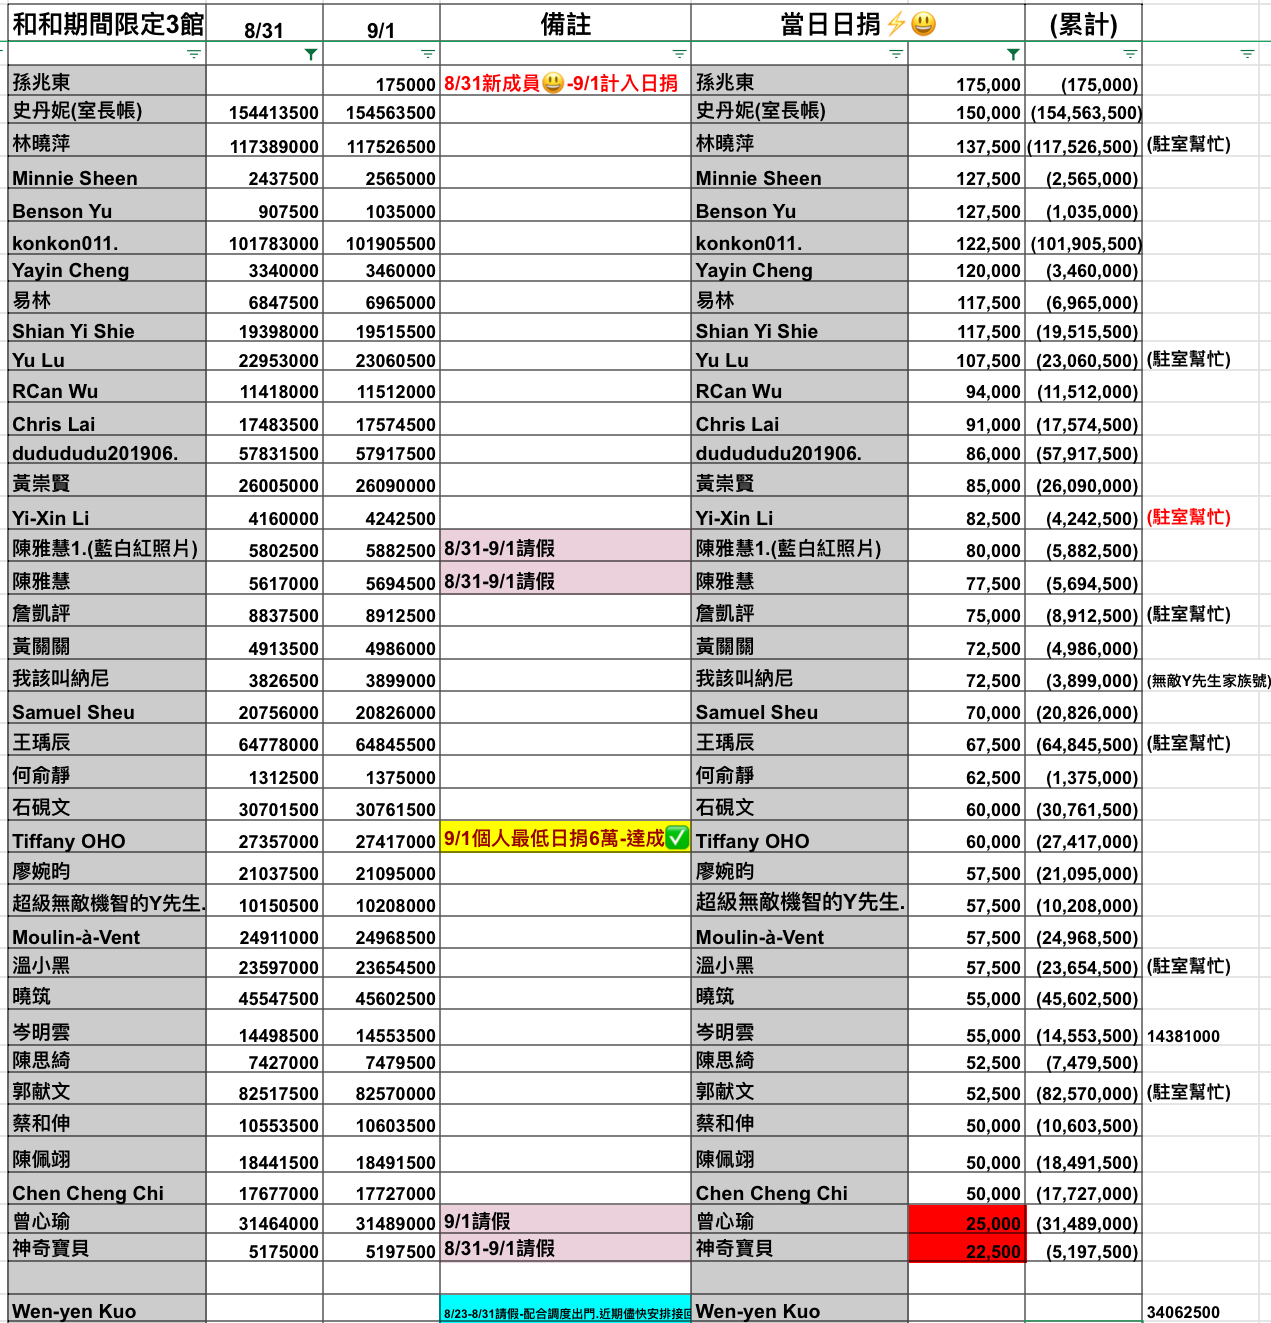 和和期間限定3館 8/31 9/1 備註 當日日捐⚡😃 (累計)
孫兆東 175000 8/31新成員😃-9/1計入日捐 孫兆東 175,000 (175,000)
史丹妮(室長帳) 154413500 154563500 史丹妮(室長帳) 150,000 (154,563,500)
林曉萍 117389000 117526500 林曉萍 137,500 (117,526,500) (駐室幫忙)
Minnie Sheen 2437500 2565000 Minnie Sheen 127,500 (2,565,000)
Benson Yu 907500 1035000 Benson Yu 127,500 (1,035,000)
konkon011. 101783000 101905500 konkon011. 122,500 (101,905,500)
Yayin Cheng 3340000 3460000 Yayin Cheng 120,000 (3,460,000)
易林 6847500 6965000 易林 117,500 (6,965,000)
Shian Yi Shie 19398000 19515500 Shian Yi Shie 117,500 (19,515,500)
Yu Lu 22953000 23060500 Yu Lu 107,500 (23,060,500) (駐室幫忙)
RCan Wu 11418000 11512000 RCan Wu 94,000 (11,512,000)
Chris Lai 17483500 17574500 Chris Lai 91,000 (17,574,500)
dudududu201906. 57831500 57917500 dudududu201906. 86,000 (57,917,500)
黃崇賢 26005000 26090000 黃崇賢 85,000 (26,090,000)
Yi-Xin Li 4160000 4242500 Yi-Xin Li 82,500 (4,242,500) (駐室幫忙)
陳雅慧1.(藍白紅照片) 5802500 5882500 8/31-9/1請假 陳雅慧1.(藍白紅照片) 80,000 (5,882,500)
陳雅慧 5617000 5694500 8/31-9/1請假 陳雅慧 77,500 (5,694,500)
詹凱評 8837500 8912500 詹凱評 75,000 (8,912,500) (駐室幫忙)
黃關關 4913500 4986000 黃關關 72,500 (4,986,000)
我該叫納尼 3826500 3899000 我該叫納尼 72,500 (3,899,000) (無敵Y先生家族號)
Samuel Sheu 20756000 20826000 Samuel Sheu 70,000 (20,826,000)
王瑀辰 64778000 64845500 王瑀辰 67,500 (64,845,500) (駐室幫忙)
何俞靜 1312500 1375000 何俞靜 62,500 (1,375,000)
石硯文 30701500 30761500 石硯文 60,000 (30,761,500)
Tiffany OHO 27357000 27417000 9/1個人最低日捐6萬-達成✅ Tiffany OHO 60,000 (27,417,000)
廖婉昀 21037500 21095000 廖婉昀 57,500 (21,095,000)
超級無敵機智的Y先生. 10150500 10208000 超級無敵機智的Y先生. 57,500 (10,208,000)
Moulin-à-Vent 24911000 24968500 Moulin-à-Vent 57,500 (24,968,500)
溫小黑 23597000 23654500 溫小黑 57,500 (23,654,500) (駐室幫忙)
曉筑 45547500 45602500 曉筑 55,000 (45,602,500)
岑明雲 14498500 14553500 岑明雲 55,000 (14,553,500) 14381000
陳思綺 7427000 7479500 陳思綺 52,500 (7,479,500)
郭献文 82517500 82570000 郭献文 52,500 (82,570,000) (駐室幫忙)
蔡和伸 10553500 10603500 蔡和伸 50,000 (10,603,500)
陳佩翊 18441500 18491500 陳佩翊 50,000 (18,491,500)
Chen Cheng Chi 17677000 17727000 Chen Cheng Chi 50,000 (17,727,000)
曾心瑜 31464000 31489000 9/1請假 曾心瑜 25,000 (31,489,000)
神奇寶貝 5175000 5197500 8/31-9/1請假 神奇寶貝 22,500 (5,197,500)
Wen-yen Kuo 8/23-8/31請假-配合調度出門.近期儘快安排接 Wen-yen Kuo 34062500